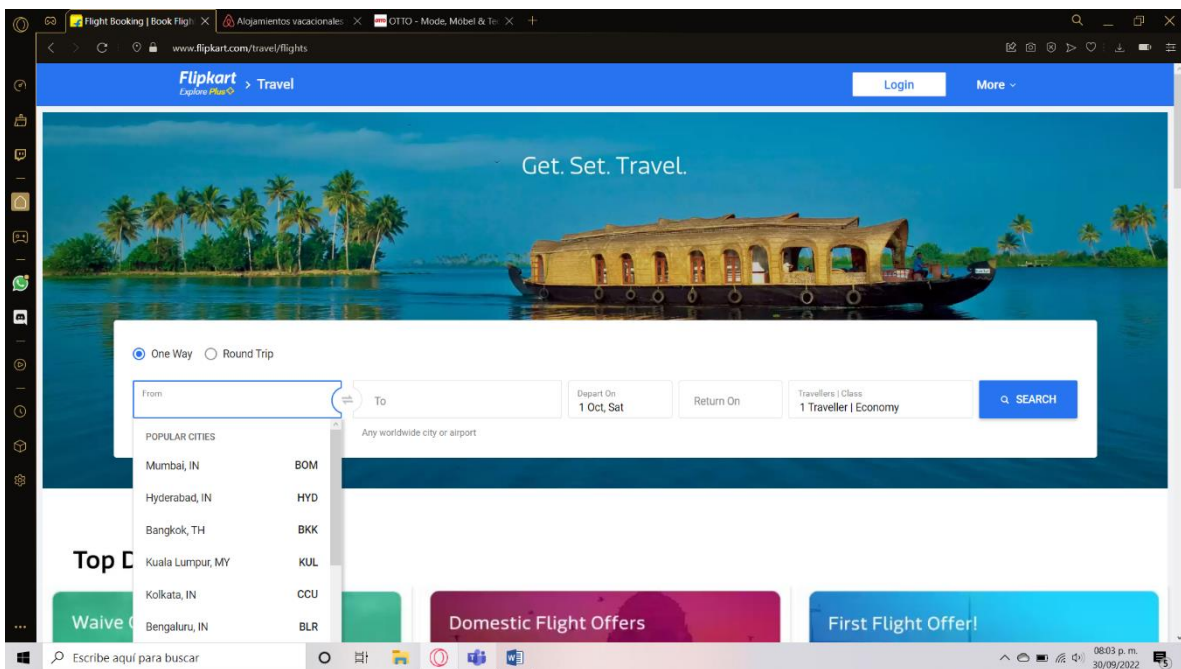 Flight Booking | Book Fligh
Alojamientos vacacionales
OTTO - Mode, Möbel & Te
www.flipkart.com/travel/flights
Flipkart
Explore Plus
Travel
Login
More
Get. Set. Travel.
One Way
Round Trip
From
To
Depart On
1 Oct, Sat
Return On
Travellers | Class
1 Traveller | Economy
SEARCH
Any worldwide city or airport
POPULAR CITIES
Mumbai, IN BOM
Hyderabad, IN HYD
Bangkok, TH BKK
Kuala Lumpur, MY KUL
Kolkata, IN CCU
Bengaluru, IN BLR
Top D
Waive
Domestic Flight Offers
First Flight Offer!
Escribe aquí para buscar
08:03 p. m.
30/09/2022